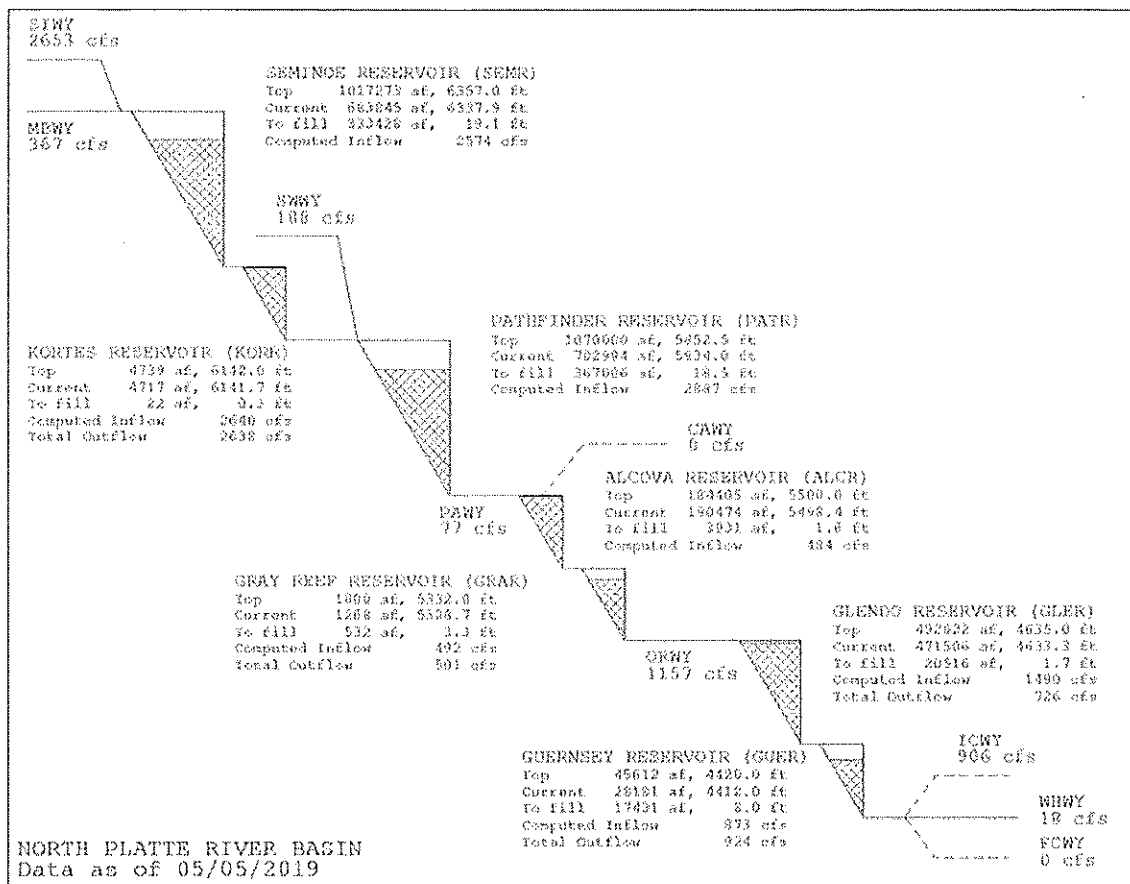 SIWY
2653 cfs
SEMINOE RESERVOIR (SEMR)
Top 1017273 af, 6357.0 ft
Current 683845 af, 6337.9 ft
To fill 333428 af, 19.1 ft
Computed Inflow 2574 cfs
MBWY
367 cfs
SWWY
188 cfs
PATHFINDER RESERVOIR (PATR)
Top 1070000 af, 5852.5 ft
Current 702994 af, 5834.0 ft
To fill 367006 af, 18.5 ft
Computed Inflow 2887 cfs
KORTES RESERVOIR (KORR)
Top 4739 af, 6142.0 ft
Current 4717 af, 6141.7 ft
To fill 22 af, 0.3 ft
Computed Inflow 2640 cfs
Total Outflow 2638 cfs
CAWY
0 cfs
ALCOVA RESERVOIR (ALCR)
Top 184405 af, 5500.0 ft
Current 180474 af, 5498.4 ft
To fill 3931 af, 1.6 ft
Computed Inflow 484 cfs
PAWY
77 cfs
GRAY REEF RESERVOIR (GRAR)
Top 1800 af, 5332.0 ft
Current 1268 af, 5328.7 ft
To fill 532 af, 3.3 ft
Computed Inflow 492 cfs
Total Outflow 501 cfs
GLENDO RESERVOIR (GLER)
Top 492022 af, 4635.0 ft
Current 471506 af, 4633.3 ft
To fill 20516 af, 1.7 ft
Computed Inflow cfs
Total Outflow 726 cfs
ORWY
1157 cfs
GUERNSEY RESERVOIR (GUER)
Top 45612 af, 4420.0 ft
Current 28181 af, 4412.0 ft
To fill 17431 af, 8.0 ft
Computed Inflow 873 cfs
Total Outflow 924 cfs
ICWY
906 cfs
WHWY
18 cfs
FCWY
0 cfs
NORTH PLATTE RIVER BASIN
Data as of 05/05/2019